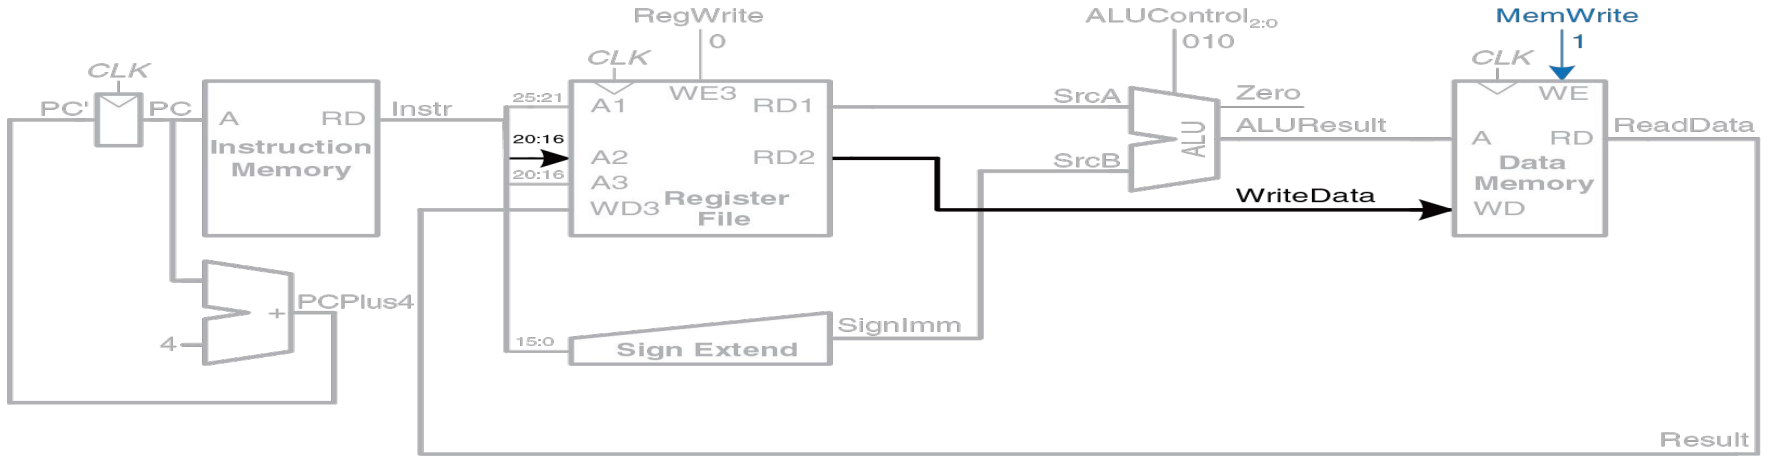 RegWrite
ALUControl2:0
MemWrite
0
010
1
CLK
CLK
CLK
PC'
PC
A
RD
Instruction
Memory
Instr
25:21
20:16
20:16
15:0
A1
A2
A3
WD3
WE3
RD1
RD2
Register
File
SrcA
SrcB
ALU
Zero
ALUResult
WriteData
WE
A
RD
Data
Memory
WD
ReadData
4
+
PCPlus4
Sign Extend
SignImm
Result